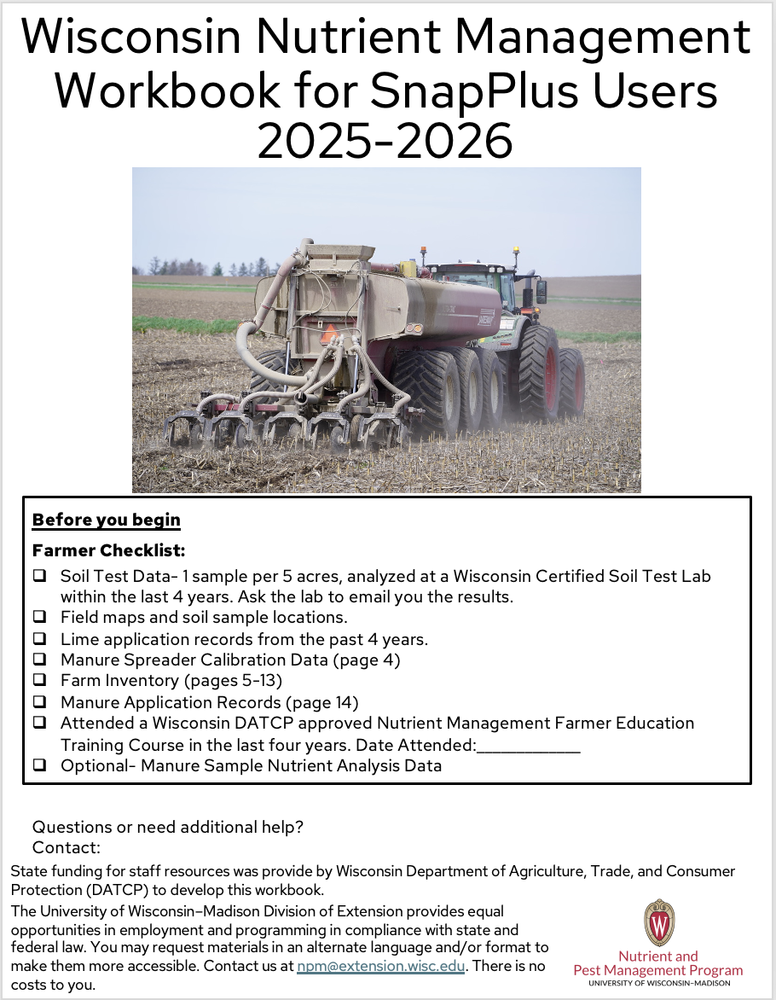 Wisconsin Nutrient Management
Workbook for SnapPlus Users
2025-2026
Before you begin
Farmer Checklist:
❑ Soil Test Data- 1 sample per 5 acres, analyzed at a Wisconsin Certified Soil Test Lab
within the last 4 years. Ask the lab to email you the results.
❑ Field maps and soil sample locations.
❑ Lime application records from the past 4 years.
❑ Manure Spreader Calibration Data (page 4)
❑ Farm Inventory (pages 5-13)
❑ Manure Application Records (page 14)
❑ Attended a Wisconsin DATCP approved Nutrient Management Farmer Education
Training Course in the last four years. Date Attended:_____________
❑ Optional- Manure Sample Nutrient Analysis Data
Questions or need additional help?
Contact:
State funding for staff resources was provide by Wisconsin Department of Agriculture, Trade, and Consumer
Protection (DATCP) to develop this workbook.
The University of Wisconsin–Madison Division of Extension provides equal
opportunities in employment and programming in compliance with state and
federal law. You may request materials in an alternate language and/or format to
make them more accessible. Contact us at npm@extension.wisc.edu. There is no
costs to you.
W
Nutrient and
Pest Management Program
UNIVERSITY OF WISCONSIN–MADISON